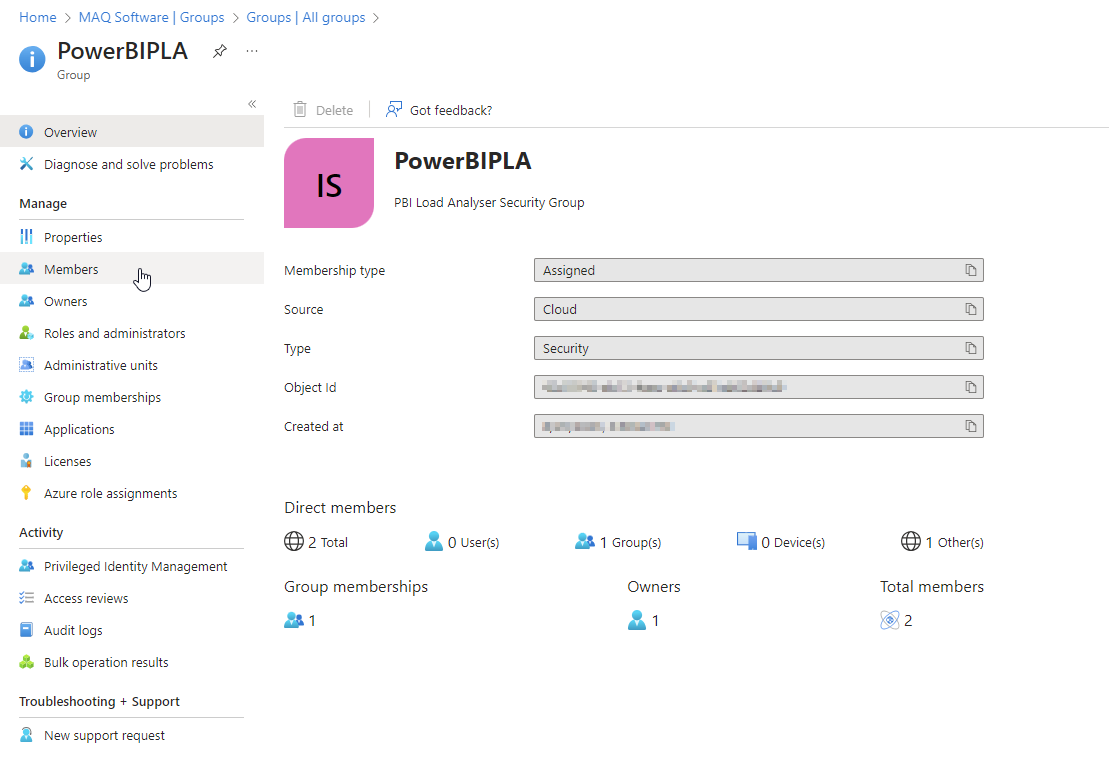 Home > MAQ Software | Groups > Groups | All groups >
PowerBIPLA
...
Group
«
Delete
Got feedback?
Overview
Diagnose and solve problems
Manage
Properties
Members
Owners
Roles and administrators
Administrative units
Group memberships
Applications
Licenses
Azure role assignments
Activity
Privileged Identity Management
Access reviews
Audit logs
Bulk operation results
Troubleshooting + Support
New support request
IS
PowerBIPLA
PBI Load Analyser Security Group
Membership type
Assigned
Source
Cloud
Type
Security
Object Id
Created at
Direct members
2 Total
0 User(s)
1 Group(s)
0 Device(s)
1 Other(s)
Group memberships
Owners
Total members
1
1
2